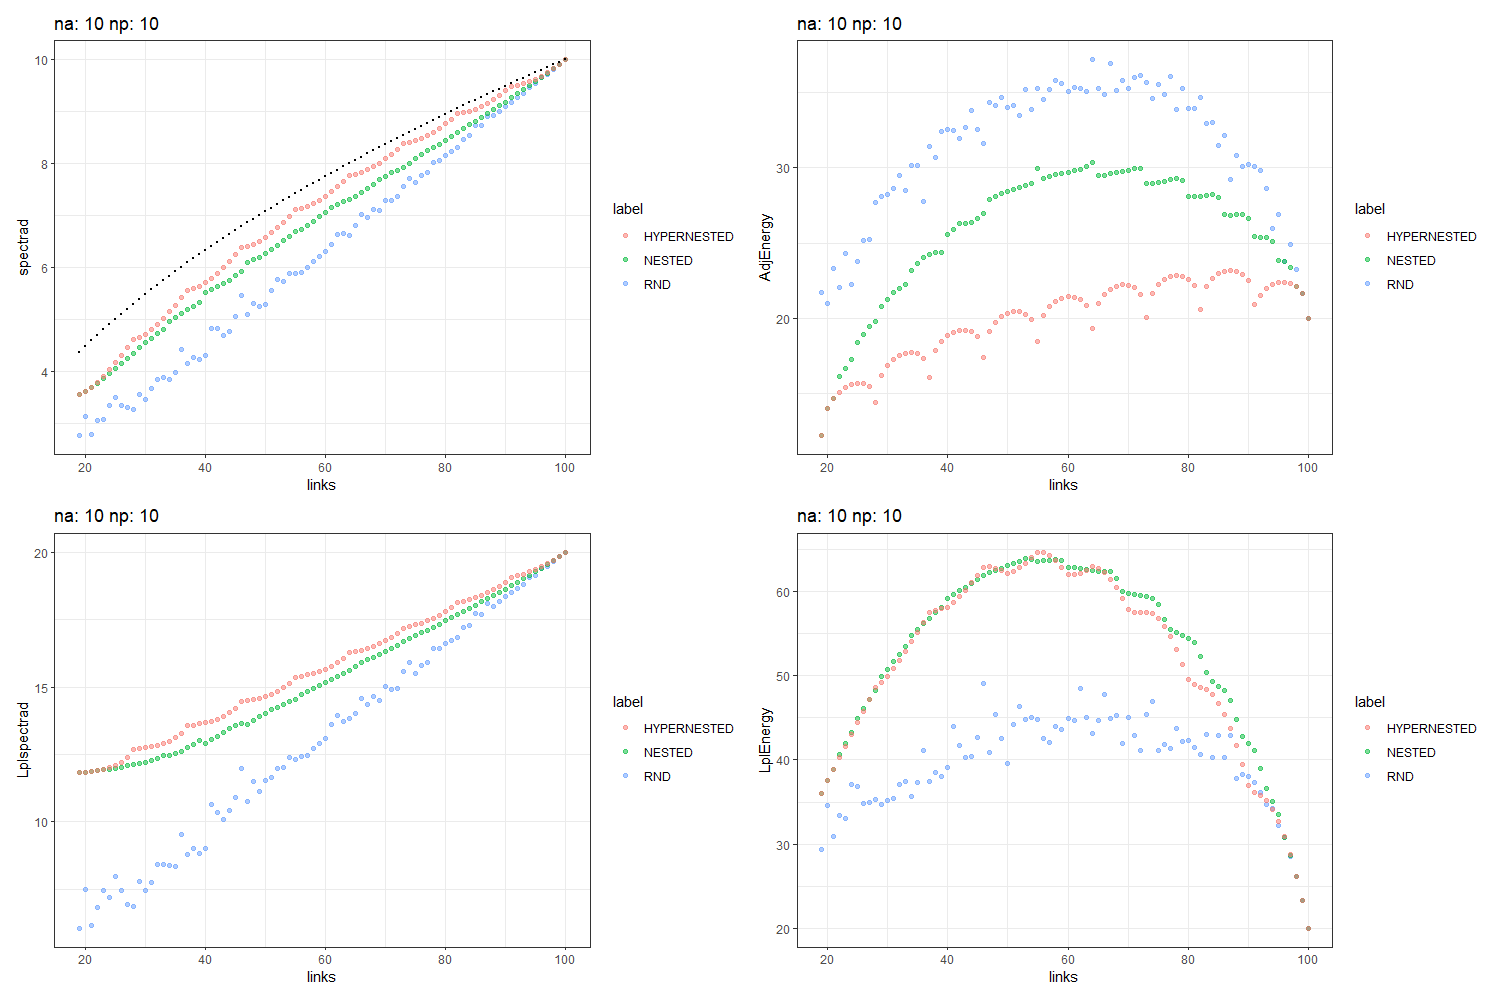 na: 10 np: 10
10
8
6
4
spectrad
20
40
60
80
100
links
label
HYPERNESTED
NESTED
RND
na: 10 np: 10
30
20
AdjEnergy
20
40
60
80
100
links
label
HYPERNESTED
NESTED
RND
na: 10 np: 10
20
15
10
Lplspectrad
20
40
60
80
100
links
label
HYPERNESTED
NESTED
RND
na: 10 np: 10
60
50
40
30
20
LplEnergy
20
40
60
80
100
links
label
HYPERNESTED
NESTED
RND